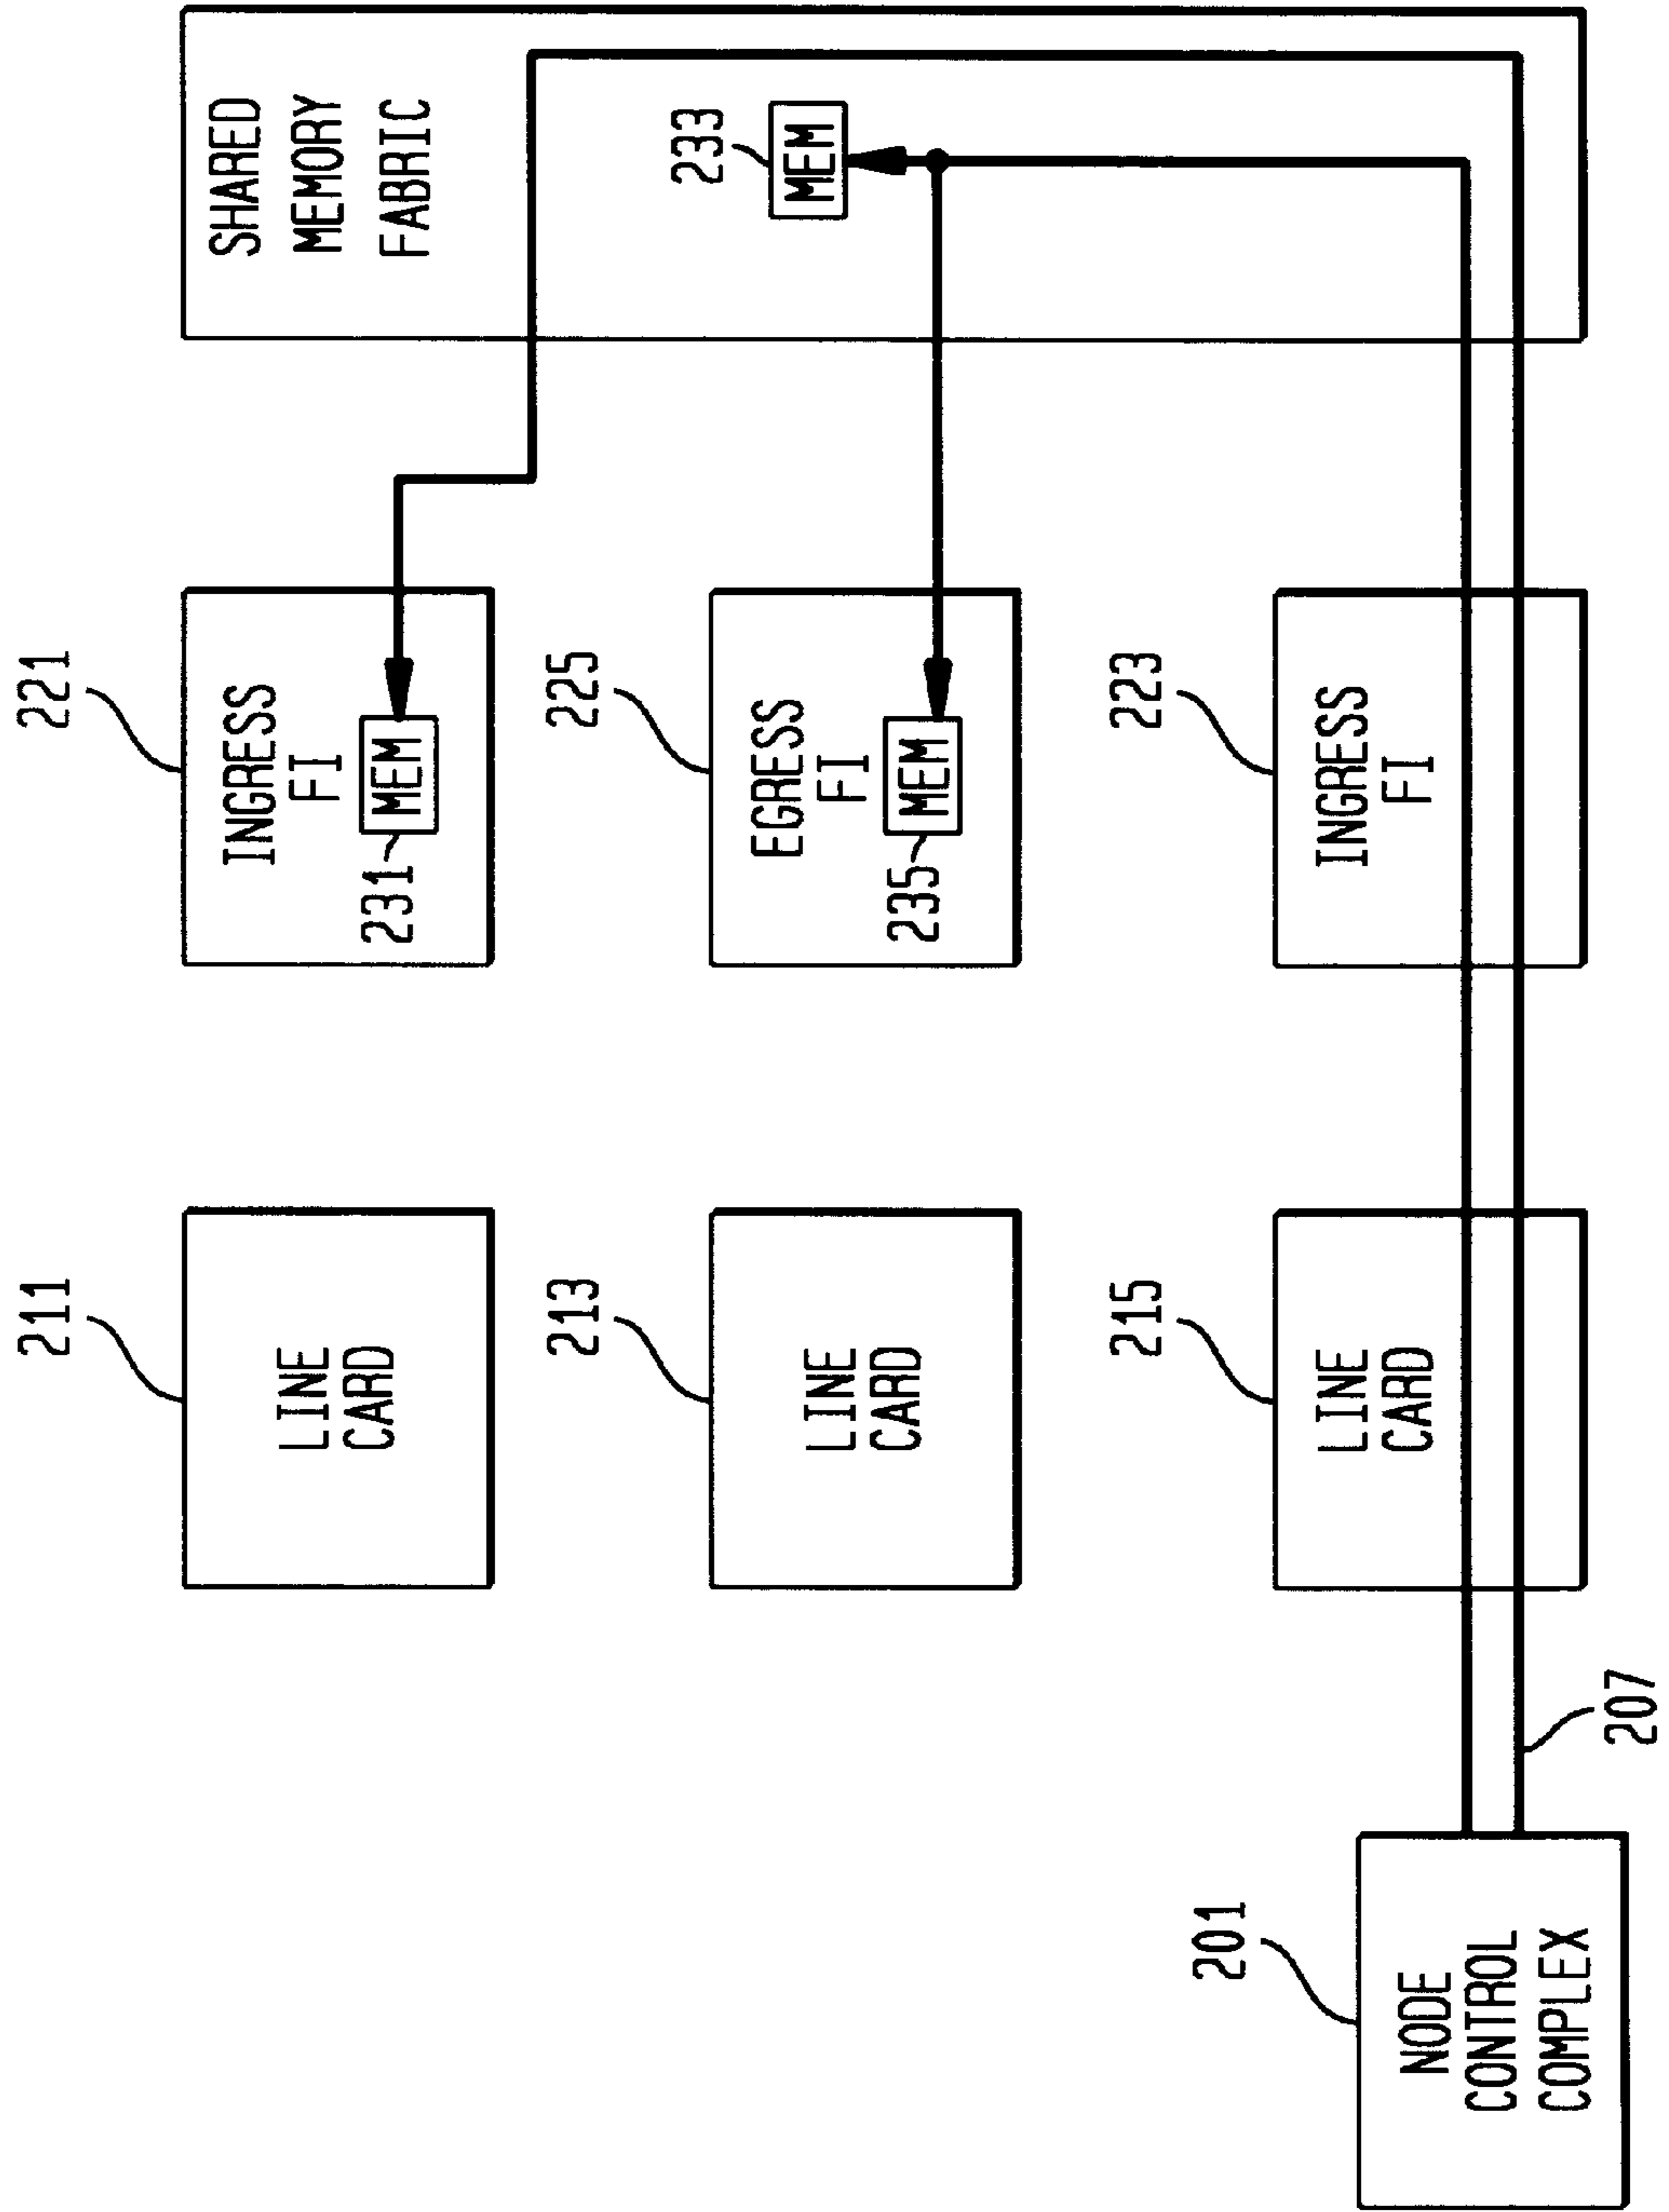 221
INGRESS
FI
MEM
231
225
EGRESS
FI
MEM
235
223
INGRESS
FI
SHARED
MEMORY
FABRIC
233
MEM
211
LINE
CARD
213
LINE
CARD
215
LINE
CARD
201
NODE
CONTROL
COMPLEX
207